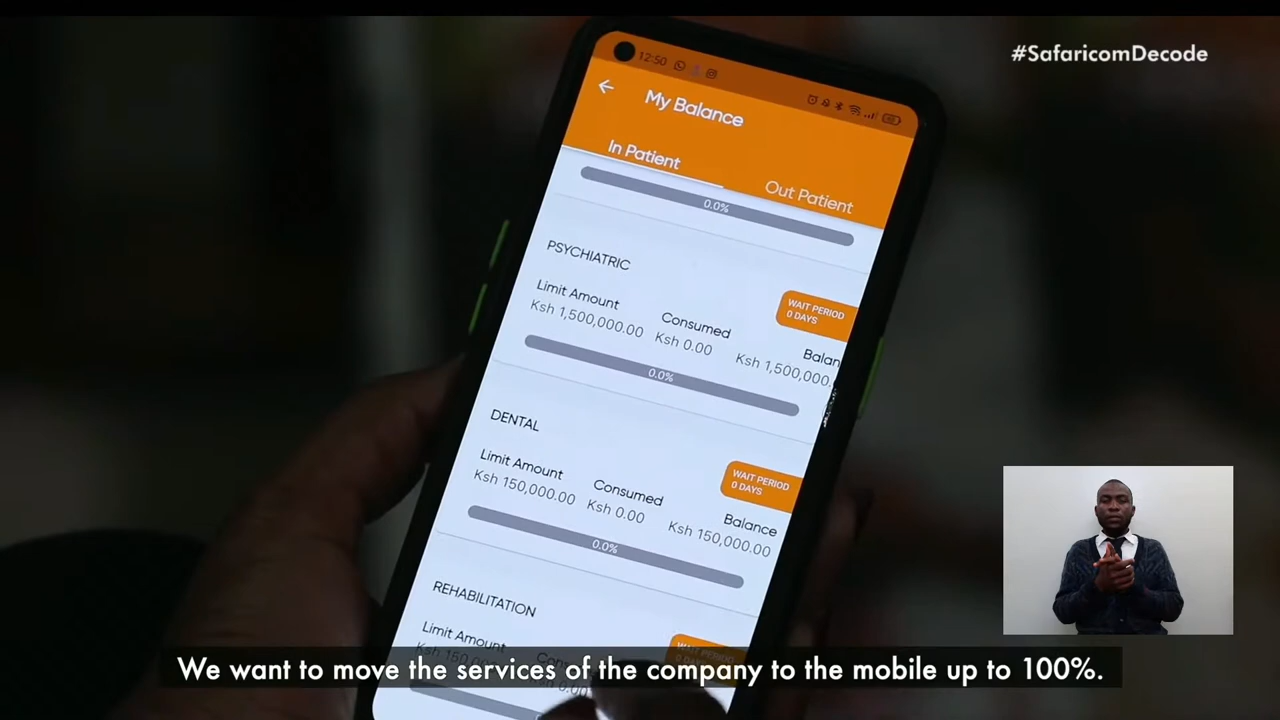 #SafaricomDecode
12:50
My Balance
In Patient
Out Patient
0.0%
PSYCHIATRIC
WAIT PERIOD
0 DAYS
Limit Amount
Consumed
Balan
Ksh 1,500,000.00
Ksh 0.00
Ksh 1,500,000.
0.0%
DENTAL
WAIT PERIOD
0 DAYS
Limit Amount
Consumed
Balance
Ksh 150,000.00
Ksh 0.00
Ksh 150,000.00
0.0%
REHABILITATION
Limit Amount
We want to move the services of the company to the mobile up to 100%.